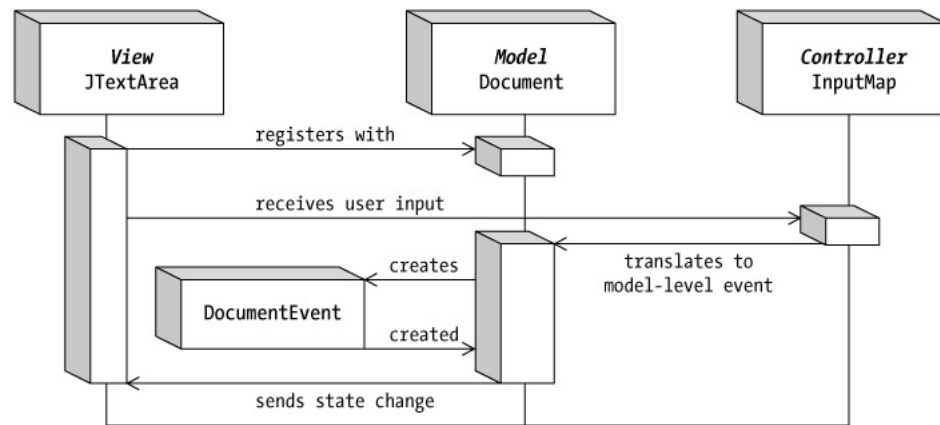 View
JTextArea
Model
Document
Controller
InputMap
registers with
receives user input
translates to
model-level event
creates
DocumentEvent
created
sends state change